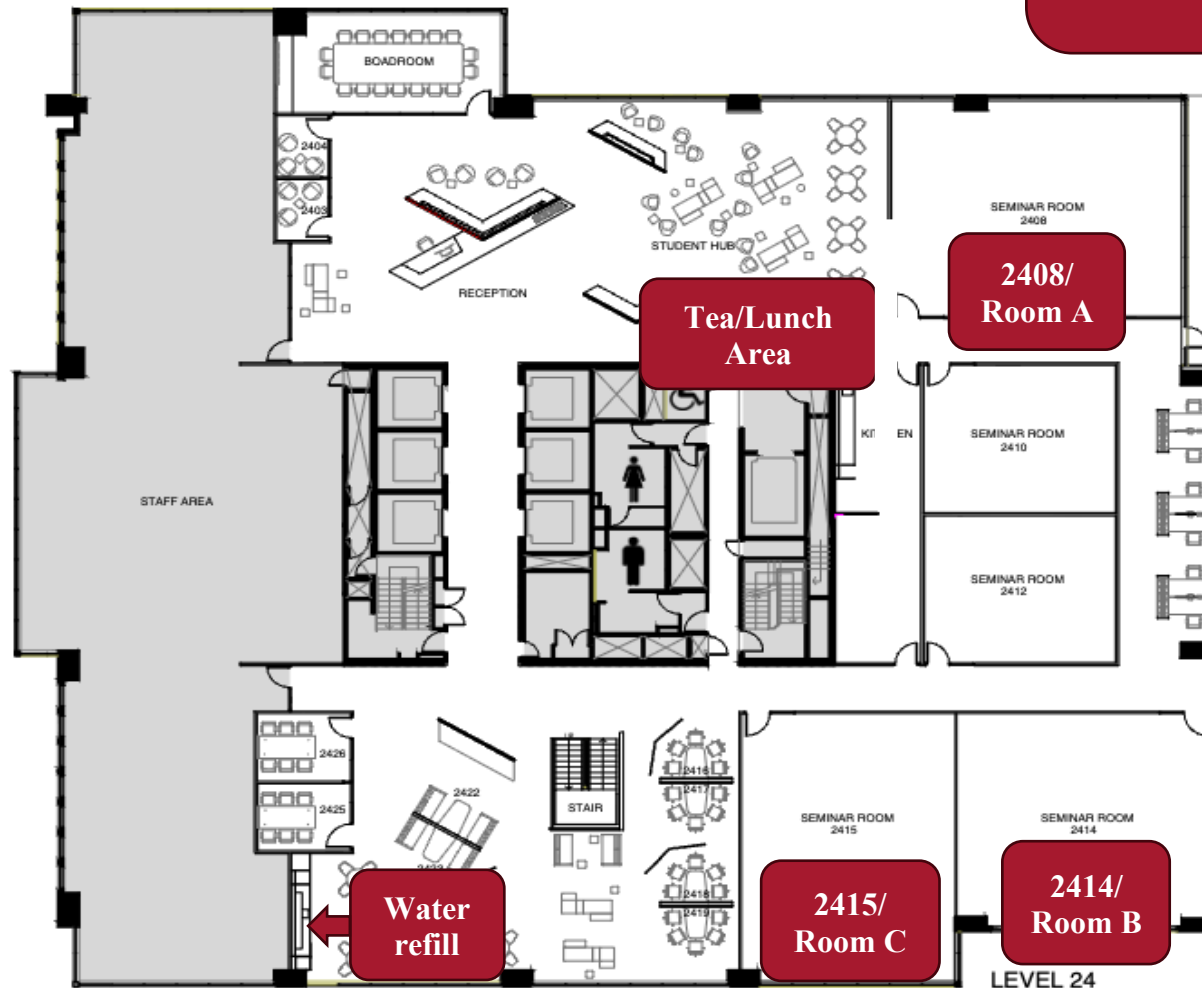 BOADROOM
2404
2403
SEMINAR ROOM
2408
STUDENT HUB
RECEPTION
2408/
Room A
Tea/Lunch
Area
KIT EN
SEMINAR ROOM
2410
STAFF AREA
SEMINAR ROOM
2412
2426
2425
2422
STAIR
2416
2417
SEMINAR ROOM
2415
SEMINAR ROOM
2414
2418
2419
Water
refill
2415/
Room C
2414/
Room B
LEVEL 24